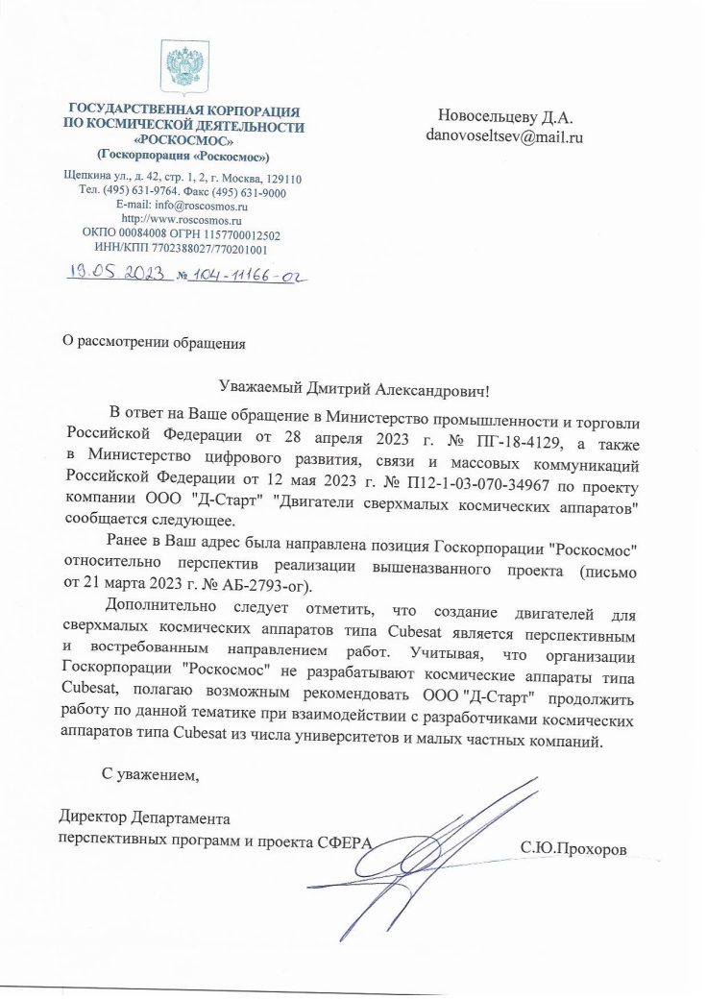 ГОСУДАРСТВЕННАЯ КОРПОРАЦИЯ
ПО КОСМИЧЕСКОЙ ДЕЯТЕЛЬНОСТИ
«РОСКОСМОС»
(Госкорпорация «Роскосмос»)
Щепкина ул., д. 42, стр. 1, 2, г. Москва, 129110
Тел. (495) 631-9764. Факс (495) 631-9000
E-mail: info@roscosmos.ru
http://www.roscosmos.ru
ОКПО 00084008 ОГРН 1157700012502
ИНН/КПП 7702388027/770201001
19.05.2023 № 104-11166-ог
Новосельцеву Д.А.
danovoseltsev@mail.ru
О рассмотрении обращения
Уважаемый Дмитрий Александрович!
В ответ на Ваше обращение в Министерство промышленности и торговли
Российской Федерации от 28 апреля 2023 г. № ПГ-18-4129, а также
в Министерство цифрового развития, связи и массовых коммуникаций
Российской Федерации от 12 мая 2023 г. № П12-1-03-070-34967 по проекту
компании ООО "Д-Старт" "Двигатели сверхмалых космических аппаратов"
сообщается следующее.
Ранее в Ваш адрес была направлена позиция Госкорпорации "Роскосмос"
относительно перспектив реализации вышеназванного проекта (письмо
от 21 марта 2023 г. № АБ-2793-ог).
Дополнительно следует отметить, что создание двигателей для
сверхмалых космических аппаратов типа Cubesat является перспективным
и востребованным направлением работ. Учитывая, что организации
Госкорпорации "Роскосмос" не разрабатывают космические аппараты типа
Cubesat, полагаю возможным рекомендовать ООО "Д-Старт" продолжить
работу по данной тематике при взаимодействии с разработчиками космических
аппаратов типа Cubesat из числа университетов и малых частных компаний.
С уважением,
Директор Департамента
перспективных программ и проекта СФЕРА
С.Ю.Прохоров